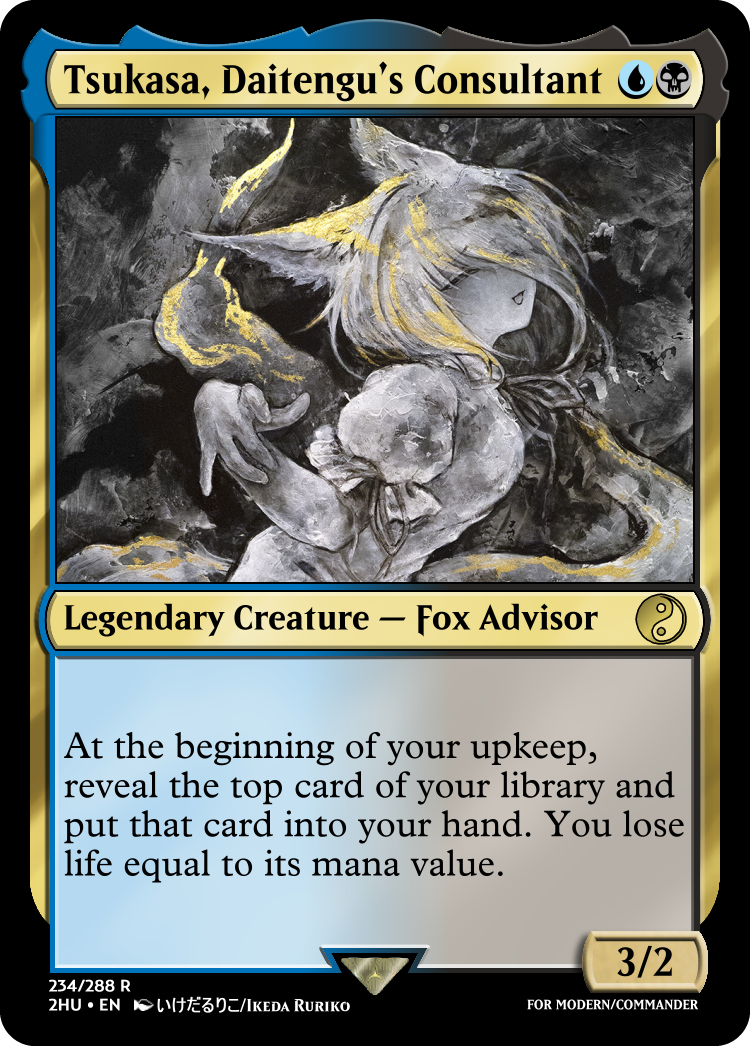 Tsukasa, Daitengu's Consultant
Legendary Creature — Fox Advisor
At the beginning of your upkeep,
reveal the top card of your library and
put that card into your hand. You lose
life equal to its mana value.
3/2
234/288 R
2HU • EN いけだるりこ/Ikeda Ruriko
FOR MODERN/COMMANDER